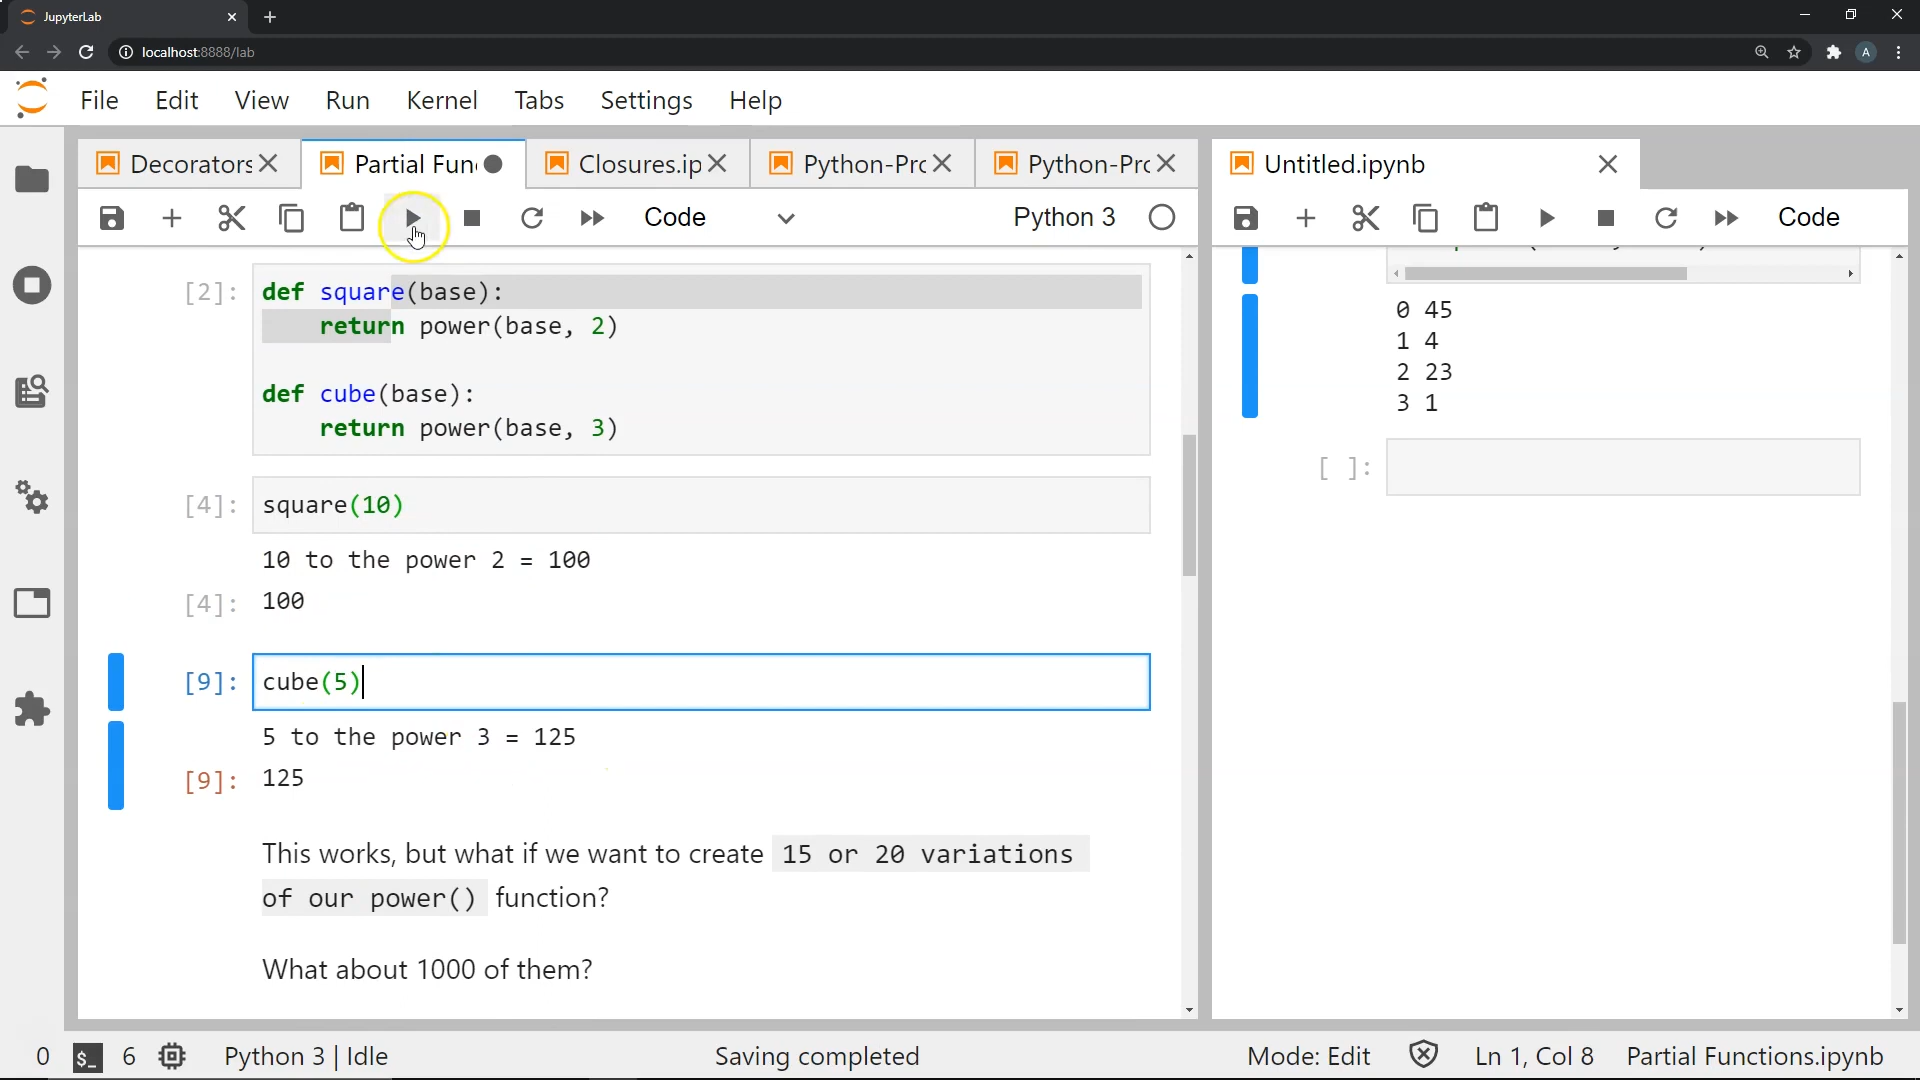 JupyterLab
localhost:8888/lab
A
File Edit View Run Kernel Tabs Settings Help
Decorators Partial Fun Closures.ip Python-Pro Python-Pro
Code Python 3
[2]: def square(base):
return power(base, 2)
def cube(base):
return power(base, 3)
[4]: square(10)
10 to the power 2 = 100
[4]: 100
[9]: cube(5)
5 to the power 3 = 125
[9]: 125
This works, but what if we want to create 15 or 20 variations
of our power() function?
What about 1000 of them?
Untitled.ipynb
Code
0 45
1 4
2 23
3 1
[ ]:
0 $_ 6 Python 3 | Idle Saving completed Mode: Edit Ln 1, Col 8 Partial Functions.ipynb